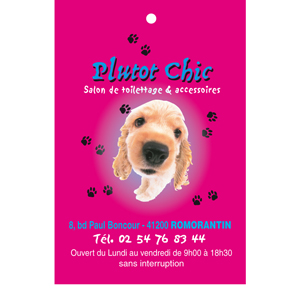 Plutot Chic
Salon de toilettage & accessoires
8, bd Paul Boncour - 41200 ROMORANTIN
Tél. 02 54 76 83 44
Ouvert du Lundi au vendredi de 9h00 à 18h30
sans interruption